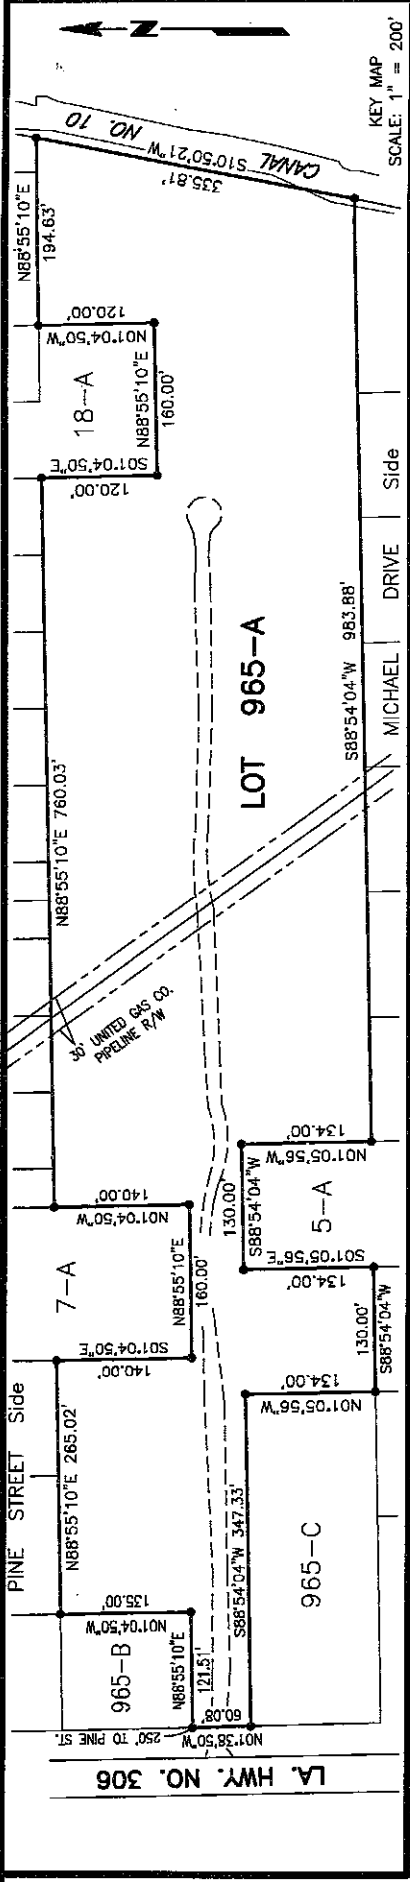 N
KEY MAP
SCALE: 1" = 200'
CANAL NO. 10
S10°50'21"W
335.81'
N88°55'10"E
194.63'
N01°04'50"W
120.00'
18-A
N88°55'10"E
160.00'
S01°04'50"E
120.00'
N88°55'10"E 760.03'
LOT 965-A
S88°54'04"W 983.88'
MICHAEL DRIVE Side
30' UNITED GAS CO.
PIPELINE R/W
N01°04'50"W
140.00'
7-A
N88°55'10"E
160.00'
S01°04'50"E
140.00'
N01°05'56"W
134.00'
130.00'
S88°54'04"W
5-A
S01°05'56"E
134.00'
130.00'
S88°54'04"W
N01°05'56"W
134.00'
PINE STREET Side
N88°55'10"E 265.02'
S88°54'04"W 347.33'
965-C
N01°04'50"W
135.00'
965-B
N88°55'10"E
121.51'
60.08'
N01°38'50"W
250' TO PINE ST.
LA. HWY. NO. 306